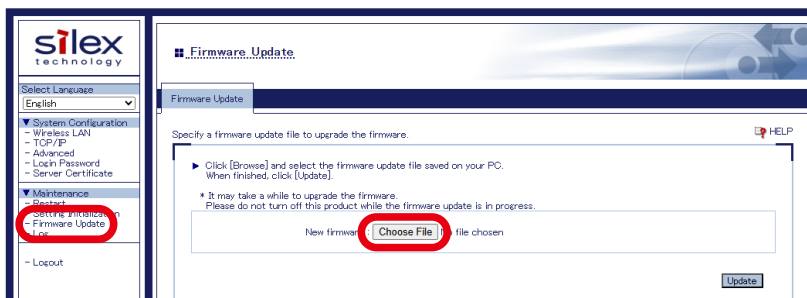 silex
technology
Select Language
English
▼ System Configuration
- Wireless LAN
- TCP/IP
- Advanced
- Login Password
- Server Certificate
▼ Maintenance
- Restart
- Setting Initialization
- Firmware Update
- Log
- Logout
Firmware Update
Firmware Update
Specify a firmware update file to upgrade the firmware.
HELP
▶ Click [Browse] and select the firmware update file saved on your PC.
When finished, click [Update].
* It may take a while to upgrade the firmware.
Please do not turn off this product while the firmware update is in progress.
New firmware : Choose File No file chosen
Update